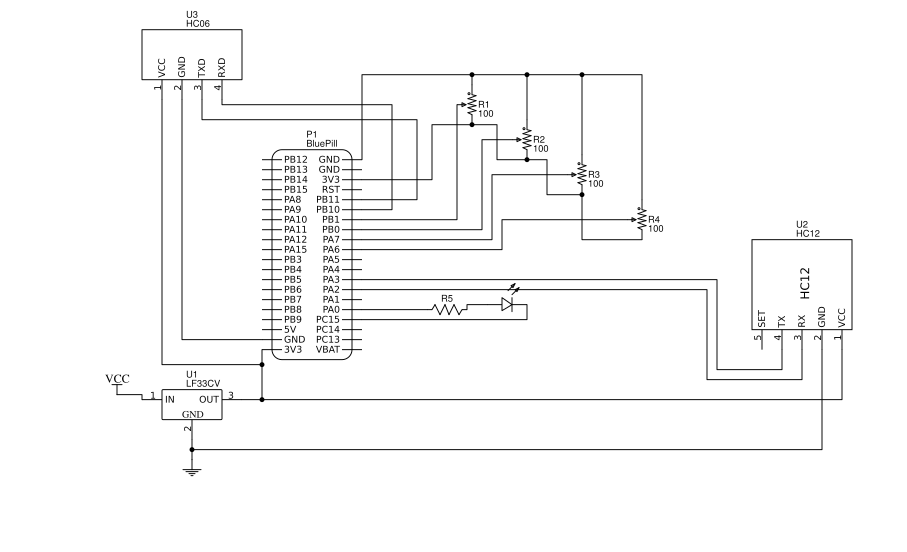 U3
HC06
VCC
GND
TXD
RXD
1
2
3
4
P1
BluePill
PB12 GND
PB13 GND
PB14 3V3
PB15 RST
PA8 PB11
PA9 PB10
PA10 PB1
PA11 PB0
PA12 PA7
PA15 PA6
PB3 PA5
PB4 PA4
PB5 PA3
PB6 PA2
PB7 PA1
PB8 PA0
PB9 PC15
5V PC14
GND PC13
3V3 VBAT
R1
100
R2
100
R3
100
R4
100
R5
U2
HC12
HC12
SET
TX
RX
GND
VCC
5
4
3
2
1
VCC
U1
LF33CV
1 IN OUT 3
GND
2